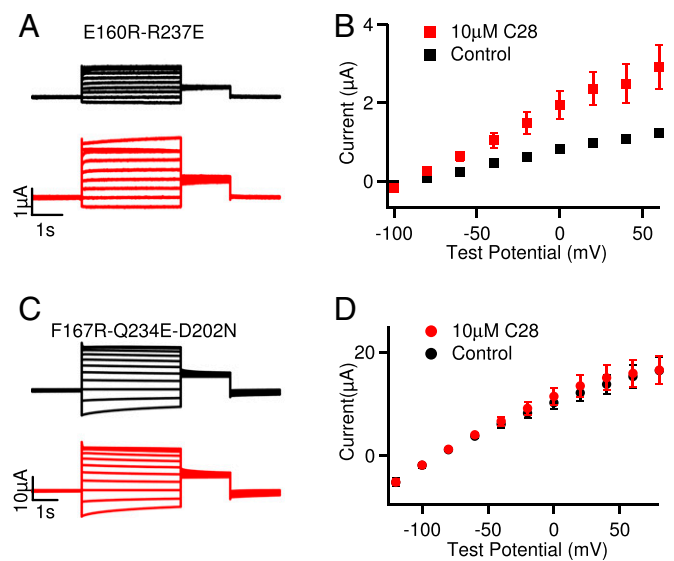 A
E160R-R237E
1μA
1s
B
10μM C28
Control
Current (μA)
4
2
0
-100
-50
0
50
Test Potential (mV)
C
F167R-Q234E-D202N
10μA
1s
D
10μM C28
Control
Current(μA)
20
0
-100
-50
0
50
Test Potential (mV)